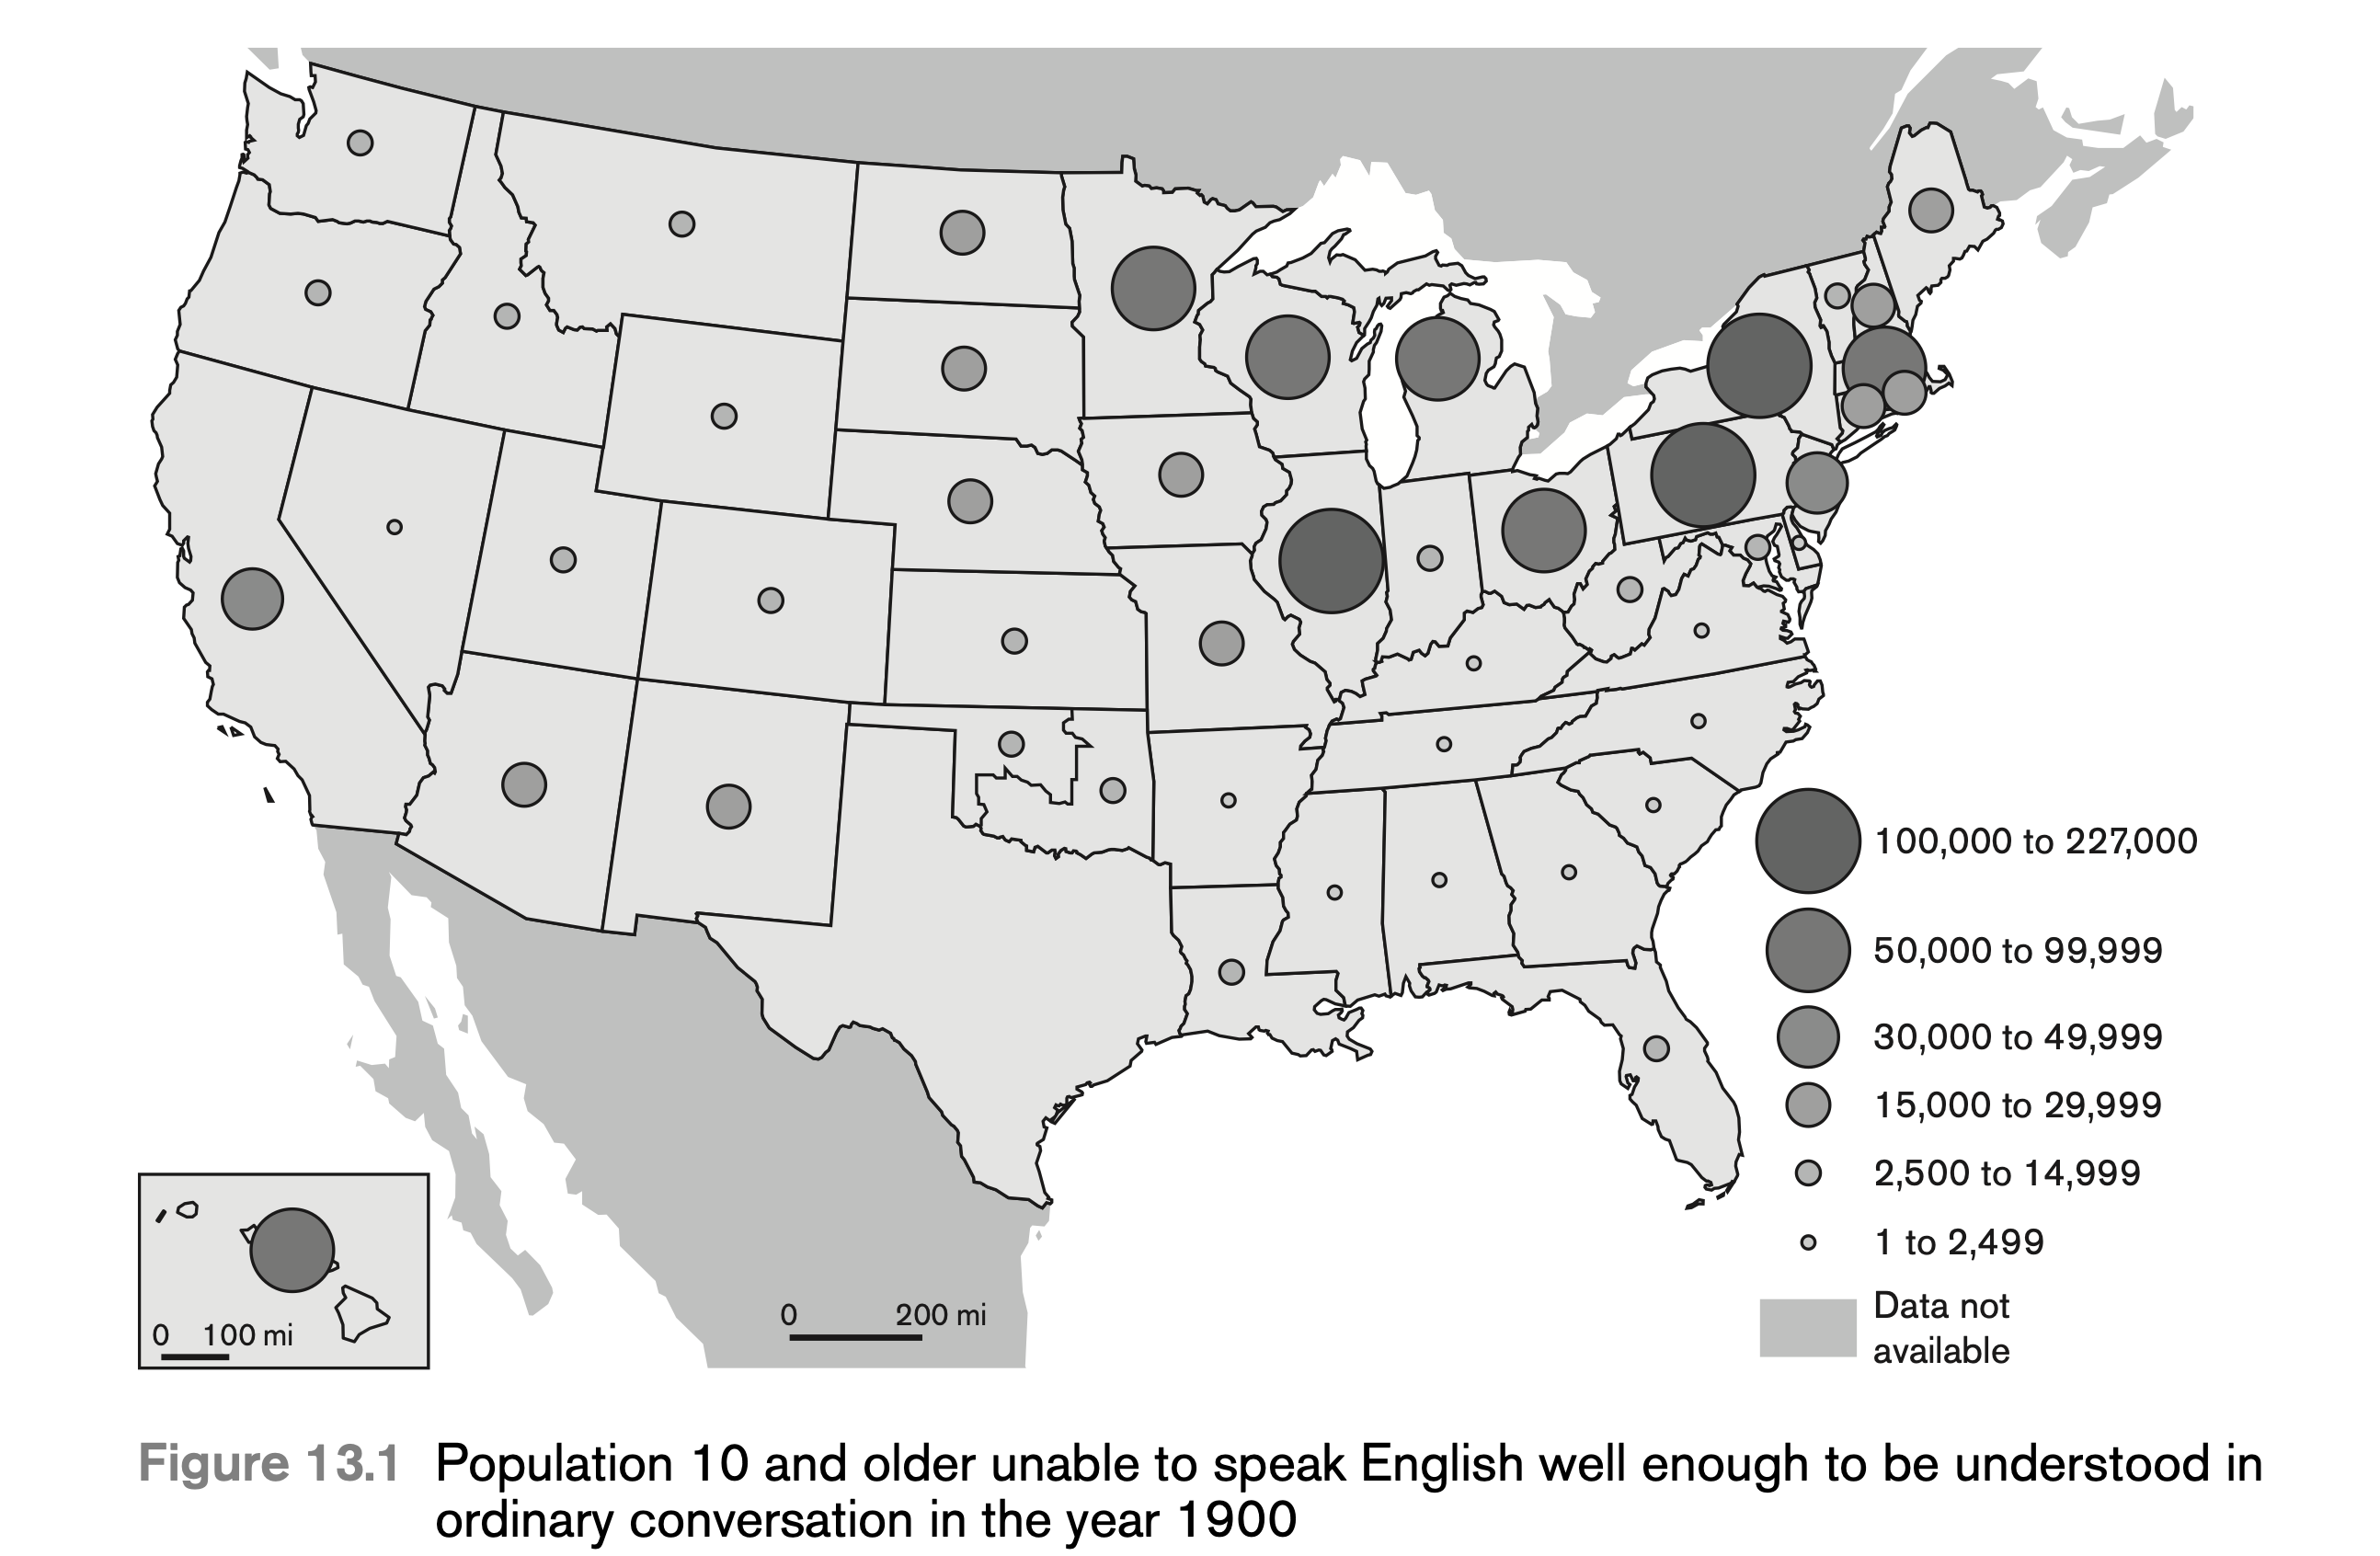 100,000 to 227,000
50,000 to 99,999
30,000 to 49,999
15,000 to 29,999
2,500 to 14,999
1 to 2,499
Data not
available
0 100 mi
0 200 mi
Figure 13.1 Population 10 and older unable to speak English well enough to be understood in
ordinary conversation in the year 1900